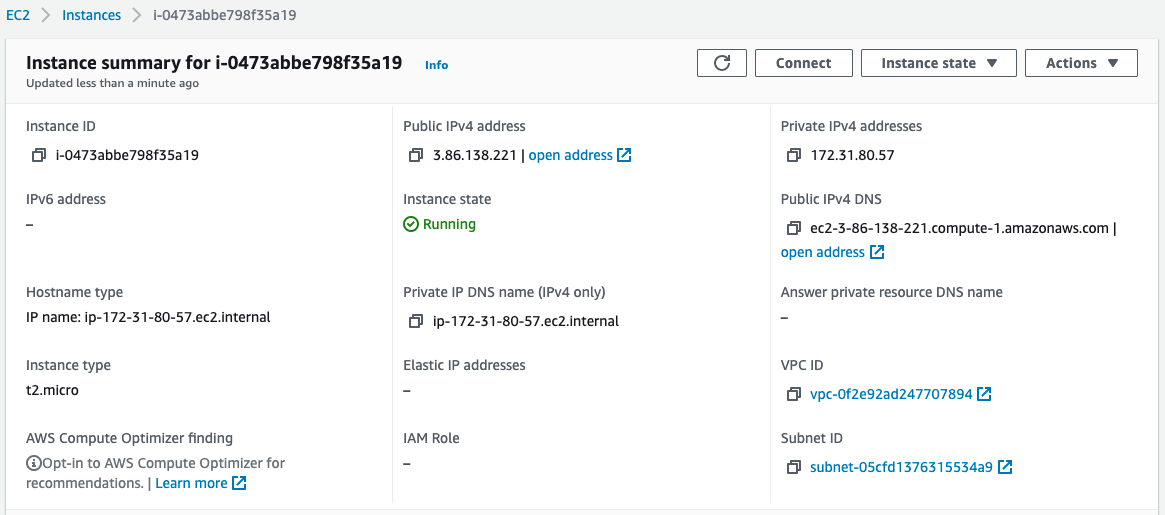 EC2 > Instances > i-0473abbe798f35a19
Instance summary for i-0473abbe798f35a19 Info
Updated less than a minute ago
Connect
Instance state
Actions
Instance ID
i-0473abbe798f35a19
Public IPv4 address
3.86.138.221 | open address
Private IPv4 addresses
172.31.80.57
IPv6 address
–
Instance state
Running
Public IPv4 DNS
ec2-3-86-138-221.compute-1.amazonaws.com |
open address
Hostname type
IP name: ip-172-31-80-57.ec2.internal
Private IP DNS name (IPv4 only)
ip-172-31-80-57.ec2.internal
Answer private resource DNS name
–
Instance type
t2.micro
Elastic IP addresses
–
VPC ID
vpc-0f2e92ad247707894
AWS Compute Optimizer finding
Opt-in to AWS Compute Optimizer for
recommendations. | Learn more
IAM Role
–
Subnet ID
subnet-05cfd1376315534a9